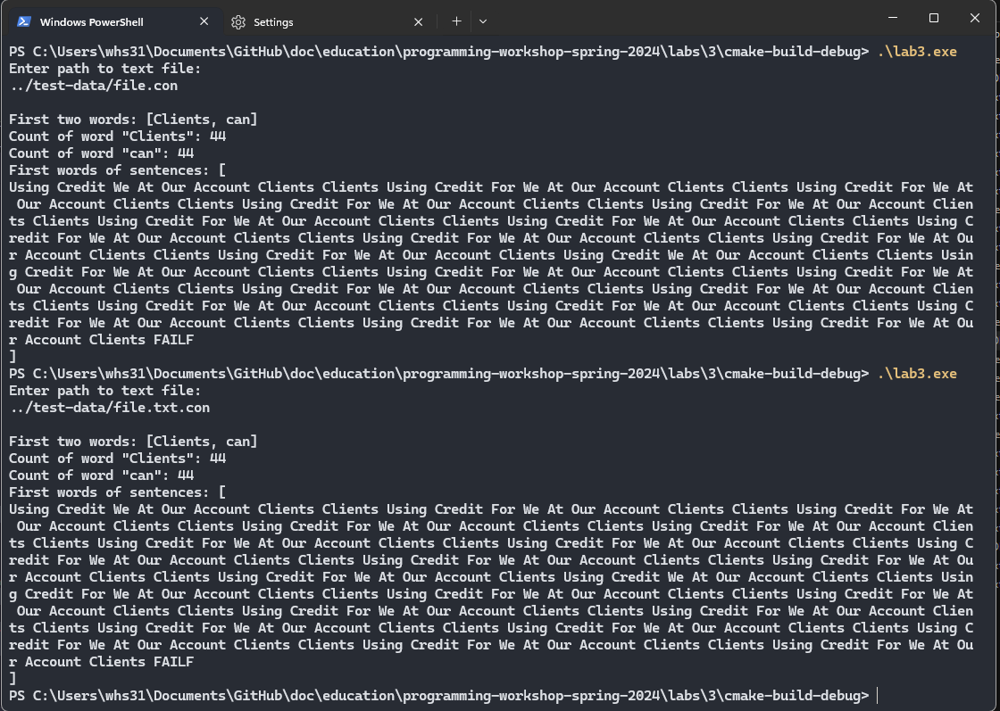 Windows PowerShell
Settings
PS C:\Users\whs31\Documents\GitHub\doc\education\programming-workshop-spring-2024\labs\3\cmake-build-debug> .\lab3.exe
Enter path to text file:
../test-data/file.con
First two words: [Clients, can]
Count of word "Clients": 44
Count of word "can": 44
First words of sentences: [
Using Credit We At Our Account Clients Clients Using Credit For We At Our Account Clients Clients Using Credit For We At
 Our Account Clients Clients Using Credit For We At Our Account Clients Clients Using Credit For We At Our Account Clien
ts Clients Using Credit For We At Our Account Clients Clients Using Credit For We At Our Account Clients Clients Using C
redit For We At Our Account Clients Clients Using Credit For We At Our Account Clients Clients Using Credit For We At Ou
r Account Clients Clients Using Credit For We At Our Account Clients Using Credit We At Our Account Clients Clients Usin
g Credit For We At Our Account Clients Clients Using Credit For We At Our Account Clients Clients Using Credit For We At
 Our Account Clients Clients Using Credit For We At Our Account Clients Clients Using Credit For We At Our Account Clien
ts Clients Using Credit For We At Our Account Clients Clients Using Credit For We At Our Account Clients Clients Using C
redit For We At Our Account Clients Clients Using Credit For We At Our Account Clients Clients Using Credit For We At Ou
r Account Clients FAILF
]
PS C:\Users\whs31\Documents\GitHub\doc\education\programming-workshop-spring-2024\labs\3\cmake-build-debug> .\lab3.exe
Enter path to text file:
../test-data/file.txt.con
First two words: [Clients, can]
Count of word "Clients": 44
Count of word "can": 44
First words of sentences: [
Using Credit We At Our Account Clients Clients Using Credit For We At Our Account Clients Clients Using Credit For We At
 Our Account Clients Clients Using Credit For We At Our Account Clients Clients Using Credit For We At Our Account Clien
ts Clients Using Credit For We At Our Account Clients Clients Using Credit For We At Our Account Clients Clients Using C
redit For We At Our Account Clients Clients Using Credit For We At Our Account Clients Clients Using Credit For We At Ou
r Account Clients Clients Using Credit For We At Our Account Clients Using Credit We At Our Account Clients Clients Usin
g Credit For We At Our Account Clients Clients Using Credit For We At Our Account Clients Clients Using Credit For We At
 Our Account Clients Clients Using Credit For We At Our Account Clients Clients Using Credit For We At Our Account Clien
ts Clients Using Credit For We At Our Account Clients Clients Using Credit For We At Our Account Clients Clients Using C
redit For We At Our Account Clients Clients Using Credit For We At Our Account Clients Clients Using Credit For We At Ou
r Account Clients FAILF
]
PS C:\Users\whs31\Documents\GitHub\doc\education\programming-workshop-spring-2024\labs\3\cmake-build-debug>